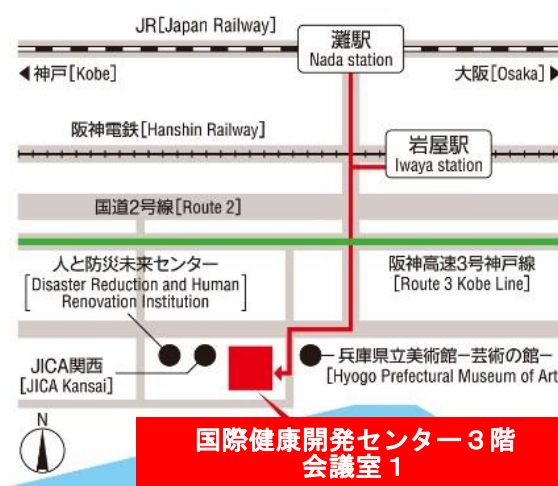 JR[Japan Railway]
灘駅
Nada station
神戸[Kobe]
大阪[Osaka]
阪神電鉄[Hanshin Railway]
岩屋駅
Iwaya station
国道2号線[Route 2]
人と防災未来センター
[Disaster Reduction and Human
Renovation Institution]
阪神高速3号神戸線
[Route 3 Kobe Line]
JICA関西
[JICA Kansai]
兵庫県立美術館−芸術の館−
[Hyogo Prefectural Museum of Art
N
国際健康開発センター3階
会議室1